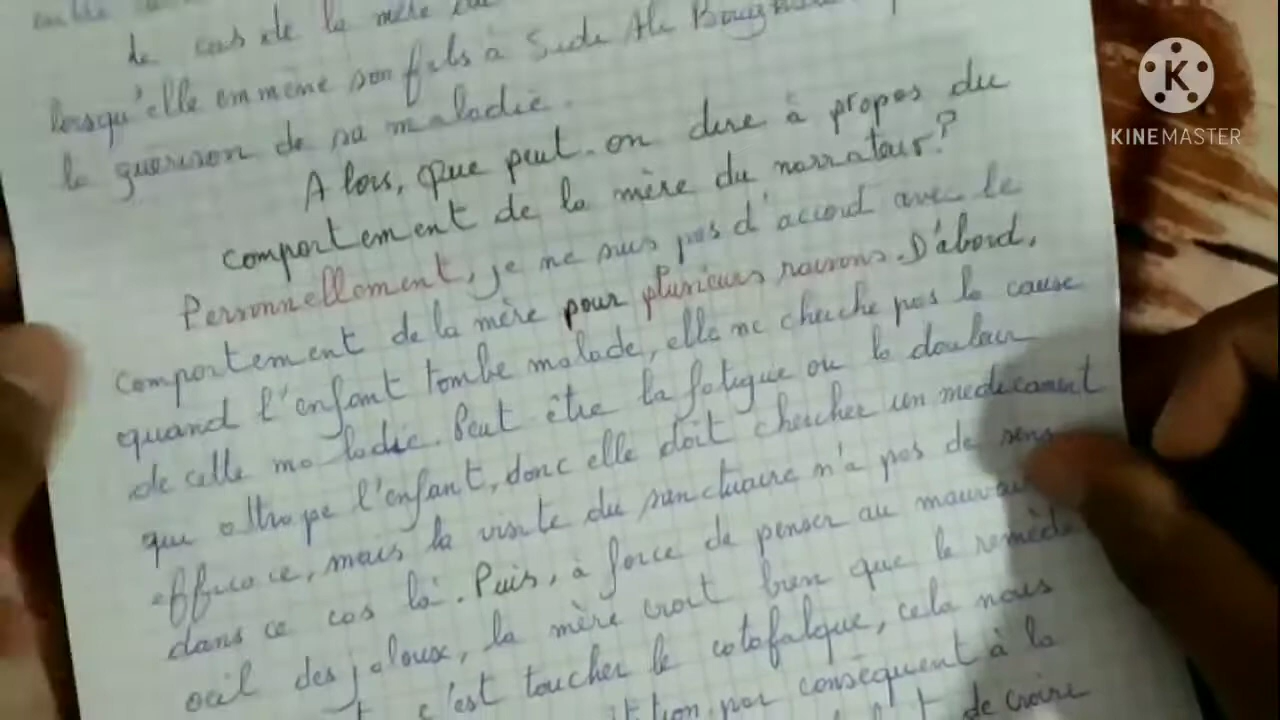 de cas de la mère
lorsqu'elle emmène son fils à Sidi Ali
la guérison de sa maladie.
Alors, que peut-on dire à propos du
comportement de la mère du narrateur?
Personnellement, je ne suis pas d'accord avec le
comportement de la mère pour plusieurs raisons. D'abord,
quand l'enfant tombe malade, elle ne cherche pas la cause
de cette maladie. Peut être la fatigue ou la douleur
qui attrape l'enfant, donc elle doit chercher un medicament
efficace, mais la visite du sanctuaire n'a pas de sens
dans ce cas là. Puis, à force de penser au mauvais
oeil des jaloux, la mère croit bien que le remède
c'est toucher le catafalque, cela nous
par conséquent à la
de croire
KINEMASTER